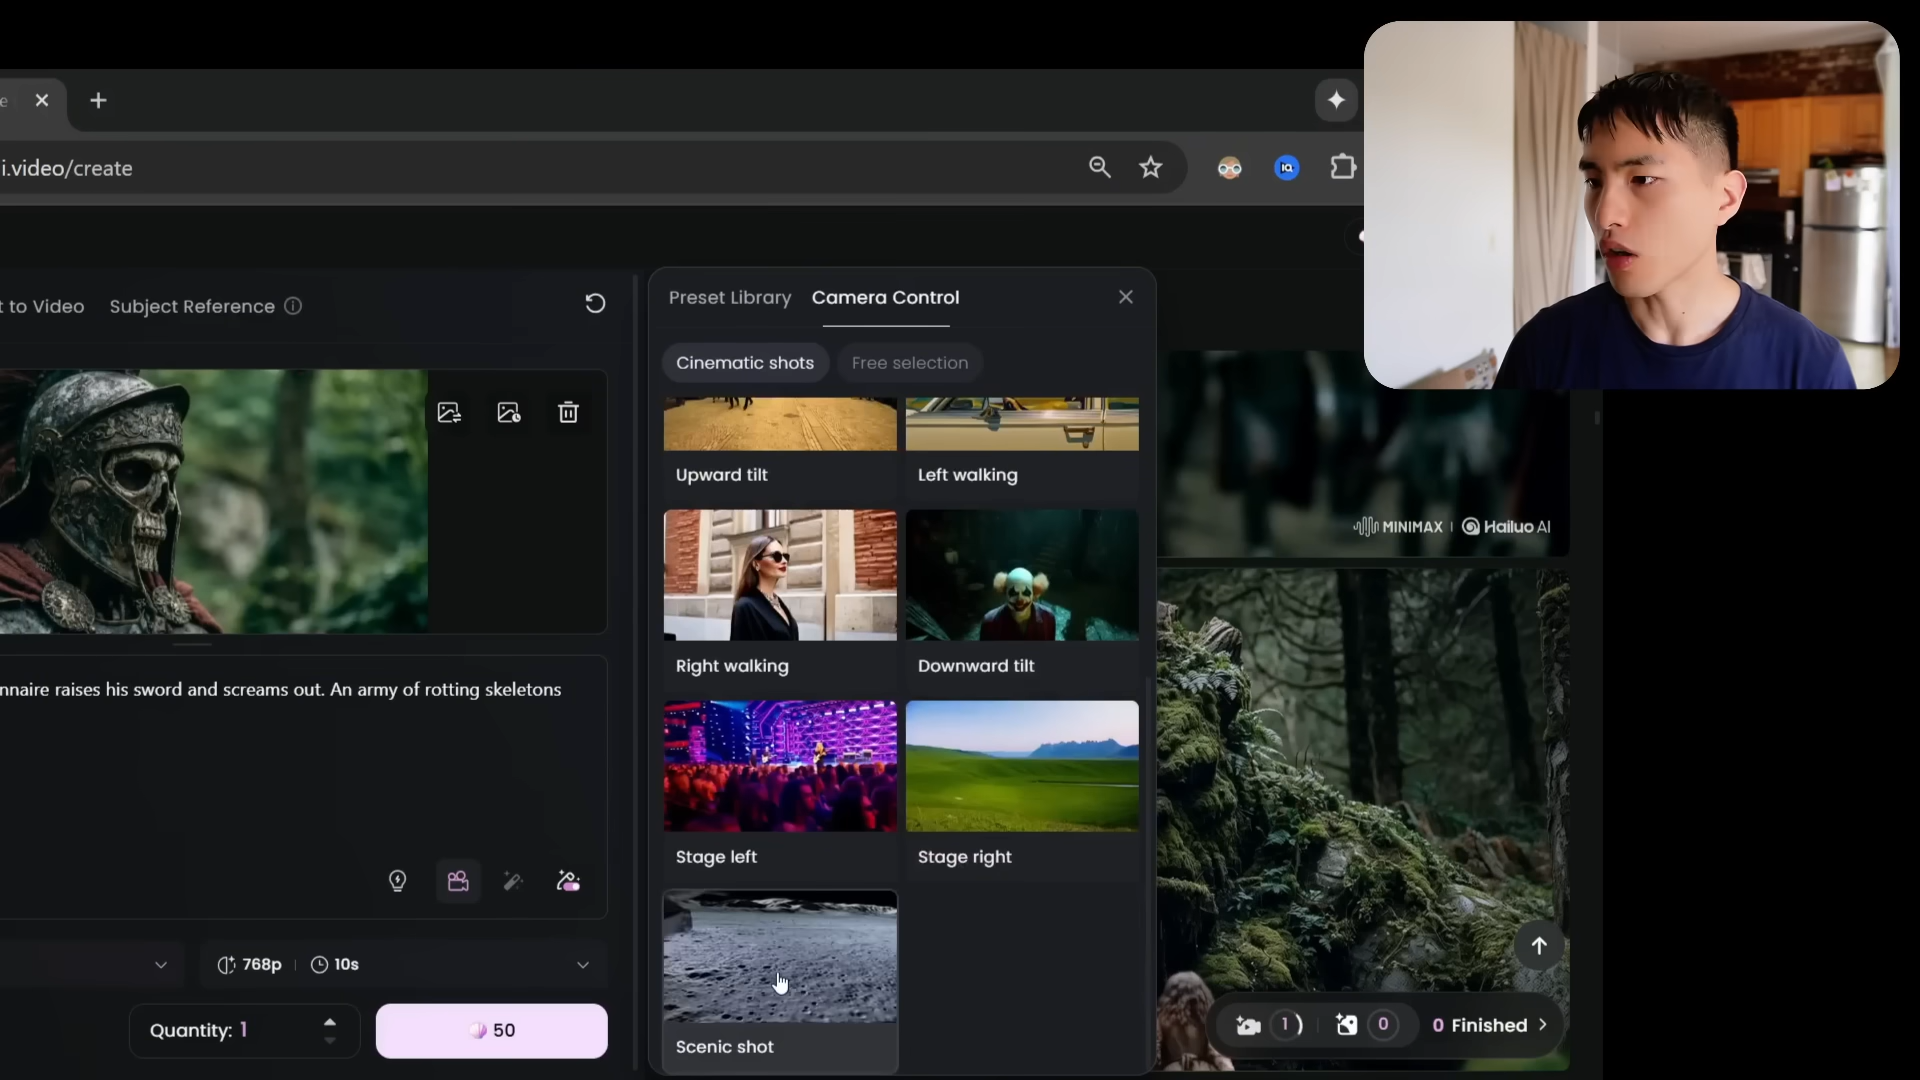 e
i.video/create
t to Video
Subject Reference
Preset Library
Camera Control
Cinematic shots
Free selection
Upward tilt
Left walking
MINIMAX | Hailuo AI
Right walking
Downward tilt
nnaire raises his sword and screams out. An army of rotting skeletons
Stage left
Stage right
768p
10s
Quantity: 1
50
Scenic shot
1
0
0 Finished